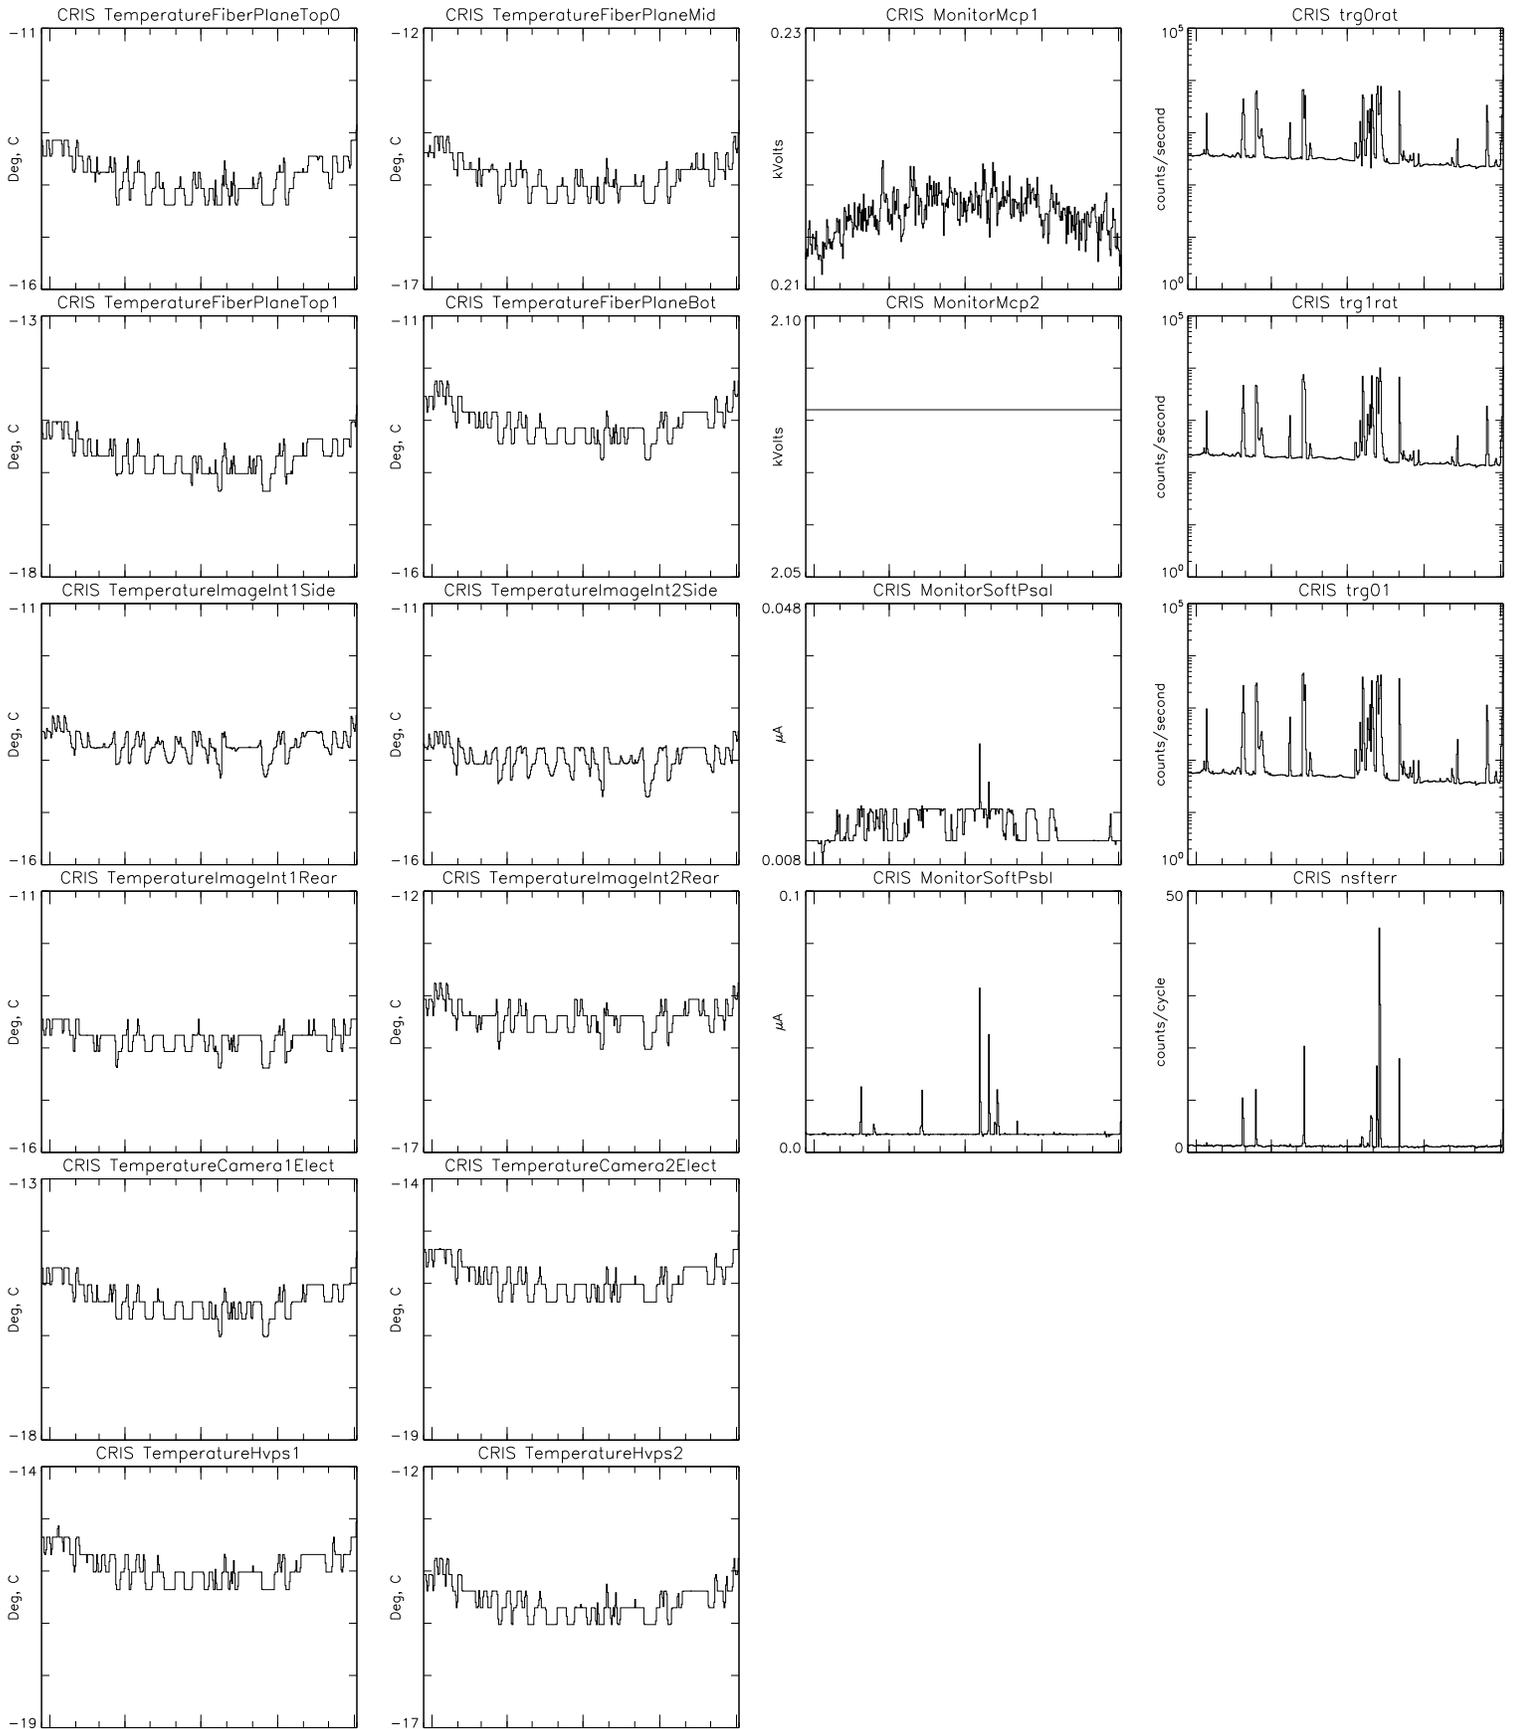 CRIS TemperatureFiberPlaneTop0
-11
Deg, C
-16
CRIS TemperatureFiberPlaneMid
-12
Deg, C
-17
CRIS MonitorMcp1
0.23
kVolts
0.21
CRIS trg0rat
10⁵
counts/second
10⁰
CRIS TemperatureFiberPlaneTop1
-13
Deg, C
-18
CRIS TemperatureFiberPlaneBot
-11
Deg, C
-16
CRIS MonitorMcp2
2.10
kVolts
2.05
CRIS trg1rat
10⁵
counts/second
10⁰
CRIS TemperatureImageInt1Side
-11
Deg, C
-16
CRIS TemperatureImageInt2Side
-11
Deg, C
-16
CRIS MonitorSoftPsaI
0.048
μA
0.008
CRIS trg01
10⁵
counts/second
10⁰
CRIS TemperatureImageInt1Rear
-11
Deg, C
-16
CRIS TemperatureImageInt2Rear
-12
Deg, C
-17
CRIS MonitorSoftPsbI
0.1
μA
0.0
CRIS nsfterr
50
counts/cycle
0
CRIS TemperatureCamera1Elect
-13
Deg, C
-18
CRIS TemperatureCamera2Elect
-14
Deg, C
-19
CRIS TemperatureHvps1
-14
Deg, C
-19
CRIS TemperatureHvps2
-12
Deg, C
-17